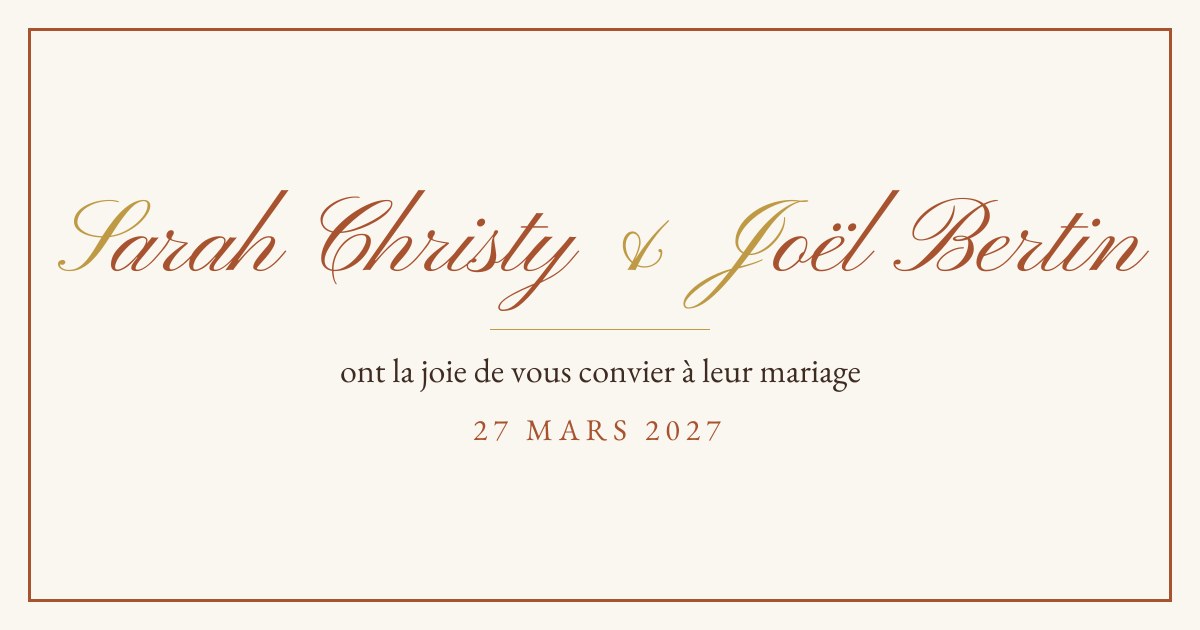 Sarah Christy & Joël Bertin
ont la joie de vous convier à leur mariage
27 MARS 2027